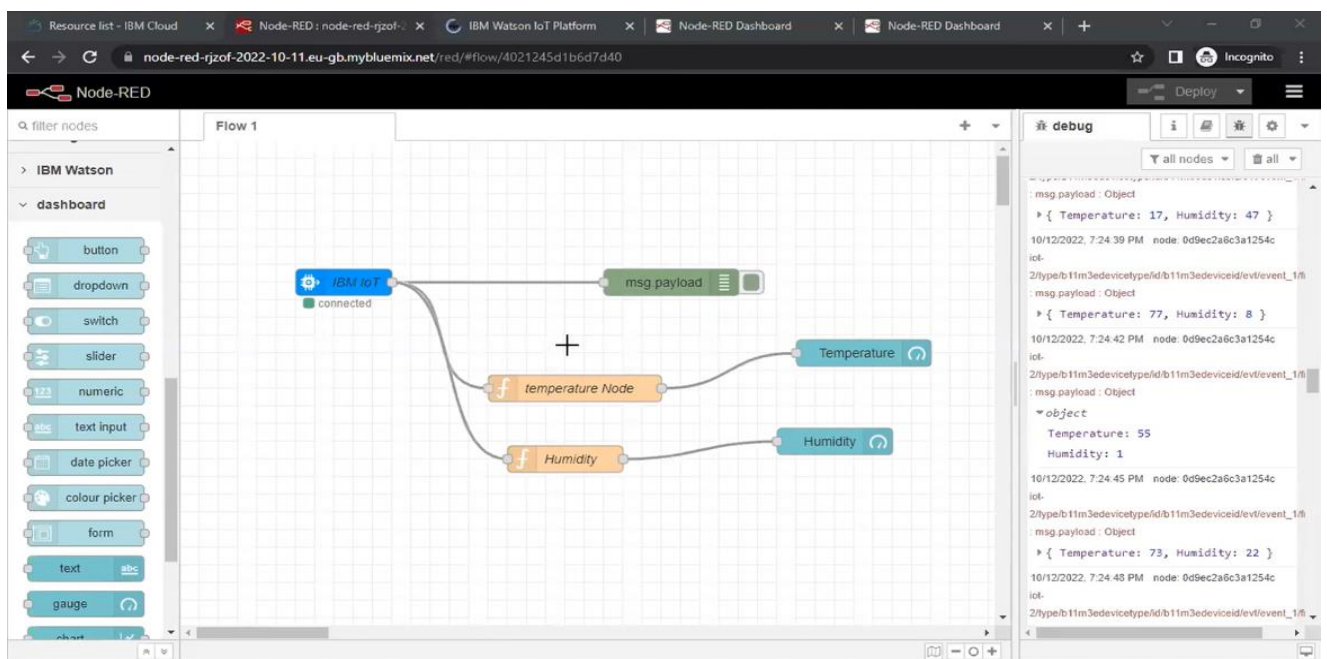 Resource list - IBM Cloud
Node-RED : node-red-rjzof-2
IBM Watson IoT Platform
Node-RED Dashboard
Node-RED Dashboard
node-red-rjzof-2022-10-11.eu-gb.mybluemix.net/red/#flow/4021245d1b6d7d40
Incognito
Node-RED
Deploy
filter nodes
IBM Watson
dashboard
button
dropdown
switch
slider
123 numeric
abc text input
date picker
colour picker
form
text abc
gauge
chart
Flow 1
IBM IoT
connected
msg.payload
temperature Node
Temperature
Humidity
Humidity
debug
i
all nodes
all
: msg.payload : Object
{ Temperature: 17, Humidity: 47 }
10/12/2022, 7:24:39 PM node: 0d9ec2a6c3a1254c
iot-
2/type/b11m3edevicetype/id/b11m3edeviceid/evt/event_1/f
: msg.payload : Object
{ Temperature: 77, Humidity: 8 }
10/12/2022, 7:24:42 PM node: 0d9ec2a6c3a1254c
iot-
2/type/b11m3edevicetype/id/b11m3edeviceid/evt/event_1/f
: msg.payload : Object
object
Temperature: 55
Humidity: 1
10/12/2022, 7:24:45 PM node: 0d9ec2a6c3a1254c
iot-
2/type/b11m3edevicetype/id/b11m3edeviceid/evt/event_1/f
: msg.payload : Object
{ Temperature: 73, Humidity: 22 }
10/12/2022, 7:24:48 PM node: 0d9ec2a6c3a1254c
iot-
2/type/b11m3edevicetype/id/b11m3edeviceid/evt/event_1/f